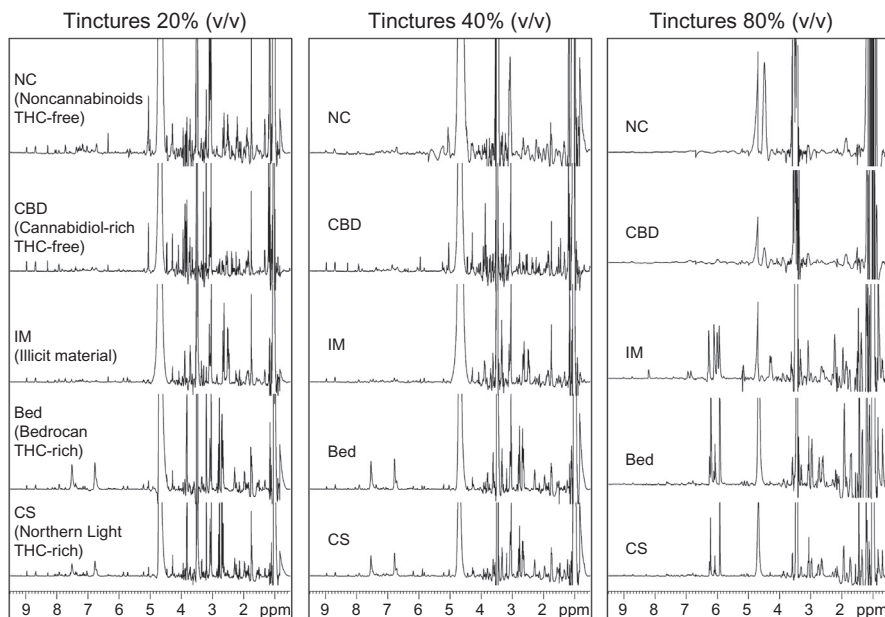 Tinctures 20% (v/v)
NC
(Noncannabinoids
THC-free)
CBD
(Cannabidiol-rich
THC-free)
IM
(Illicit material)
Bed
(Bedrocan
THC-rich)
CS
(Northern Light
THC-rich)
9 8 7 6 5 4 3 2 ppm
Tinctures 40% (v/v)
NC
CBD
IM
Bed
CS
9 8 7 6 5 4 3 2 ppm
Tinctures 80% (v/v)
NC
CBD
IM
Bed
CS
9 8 7 6 5 4 3 2 ppm